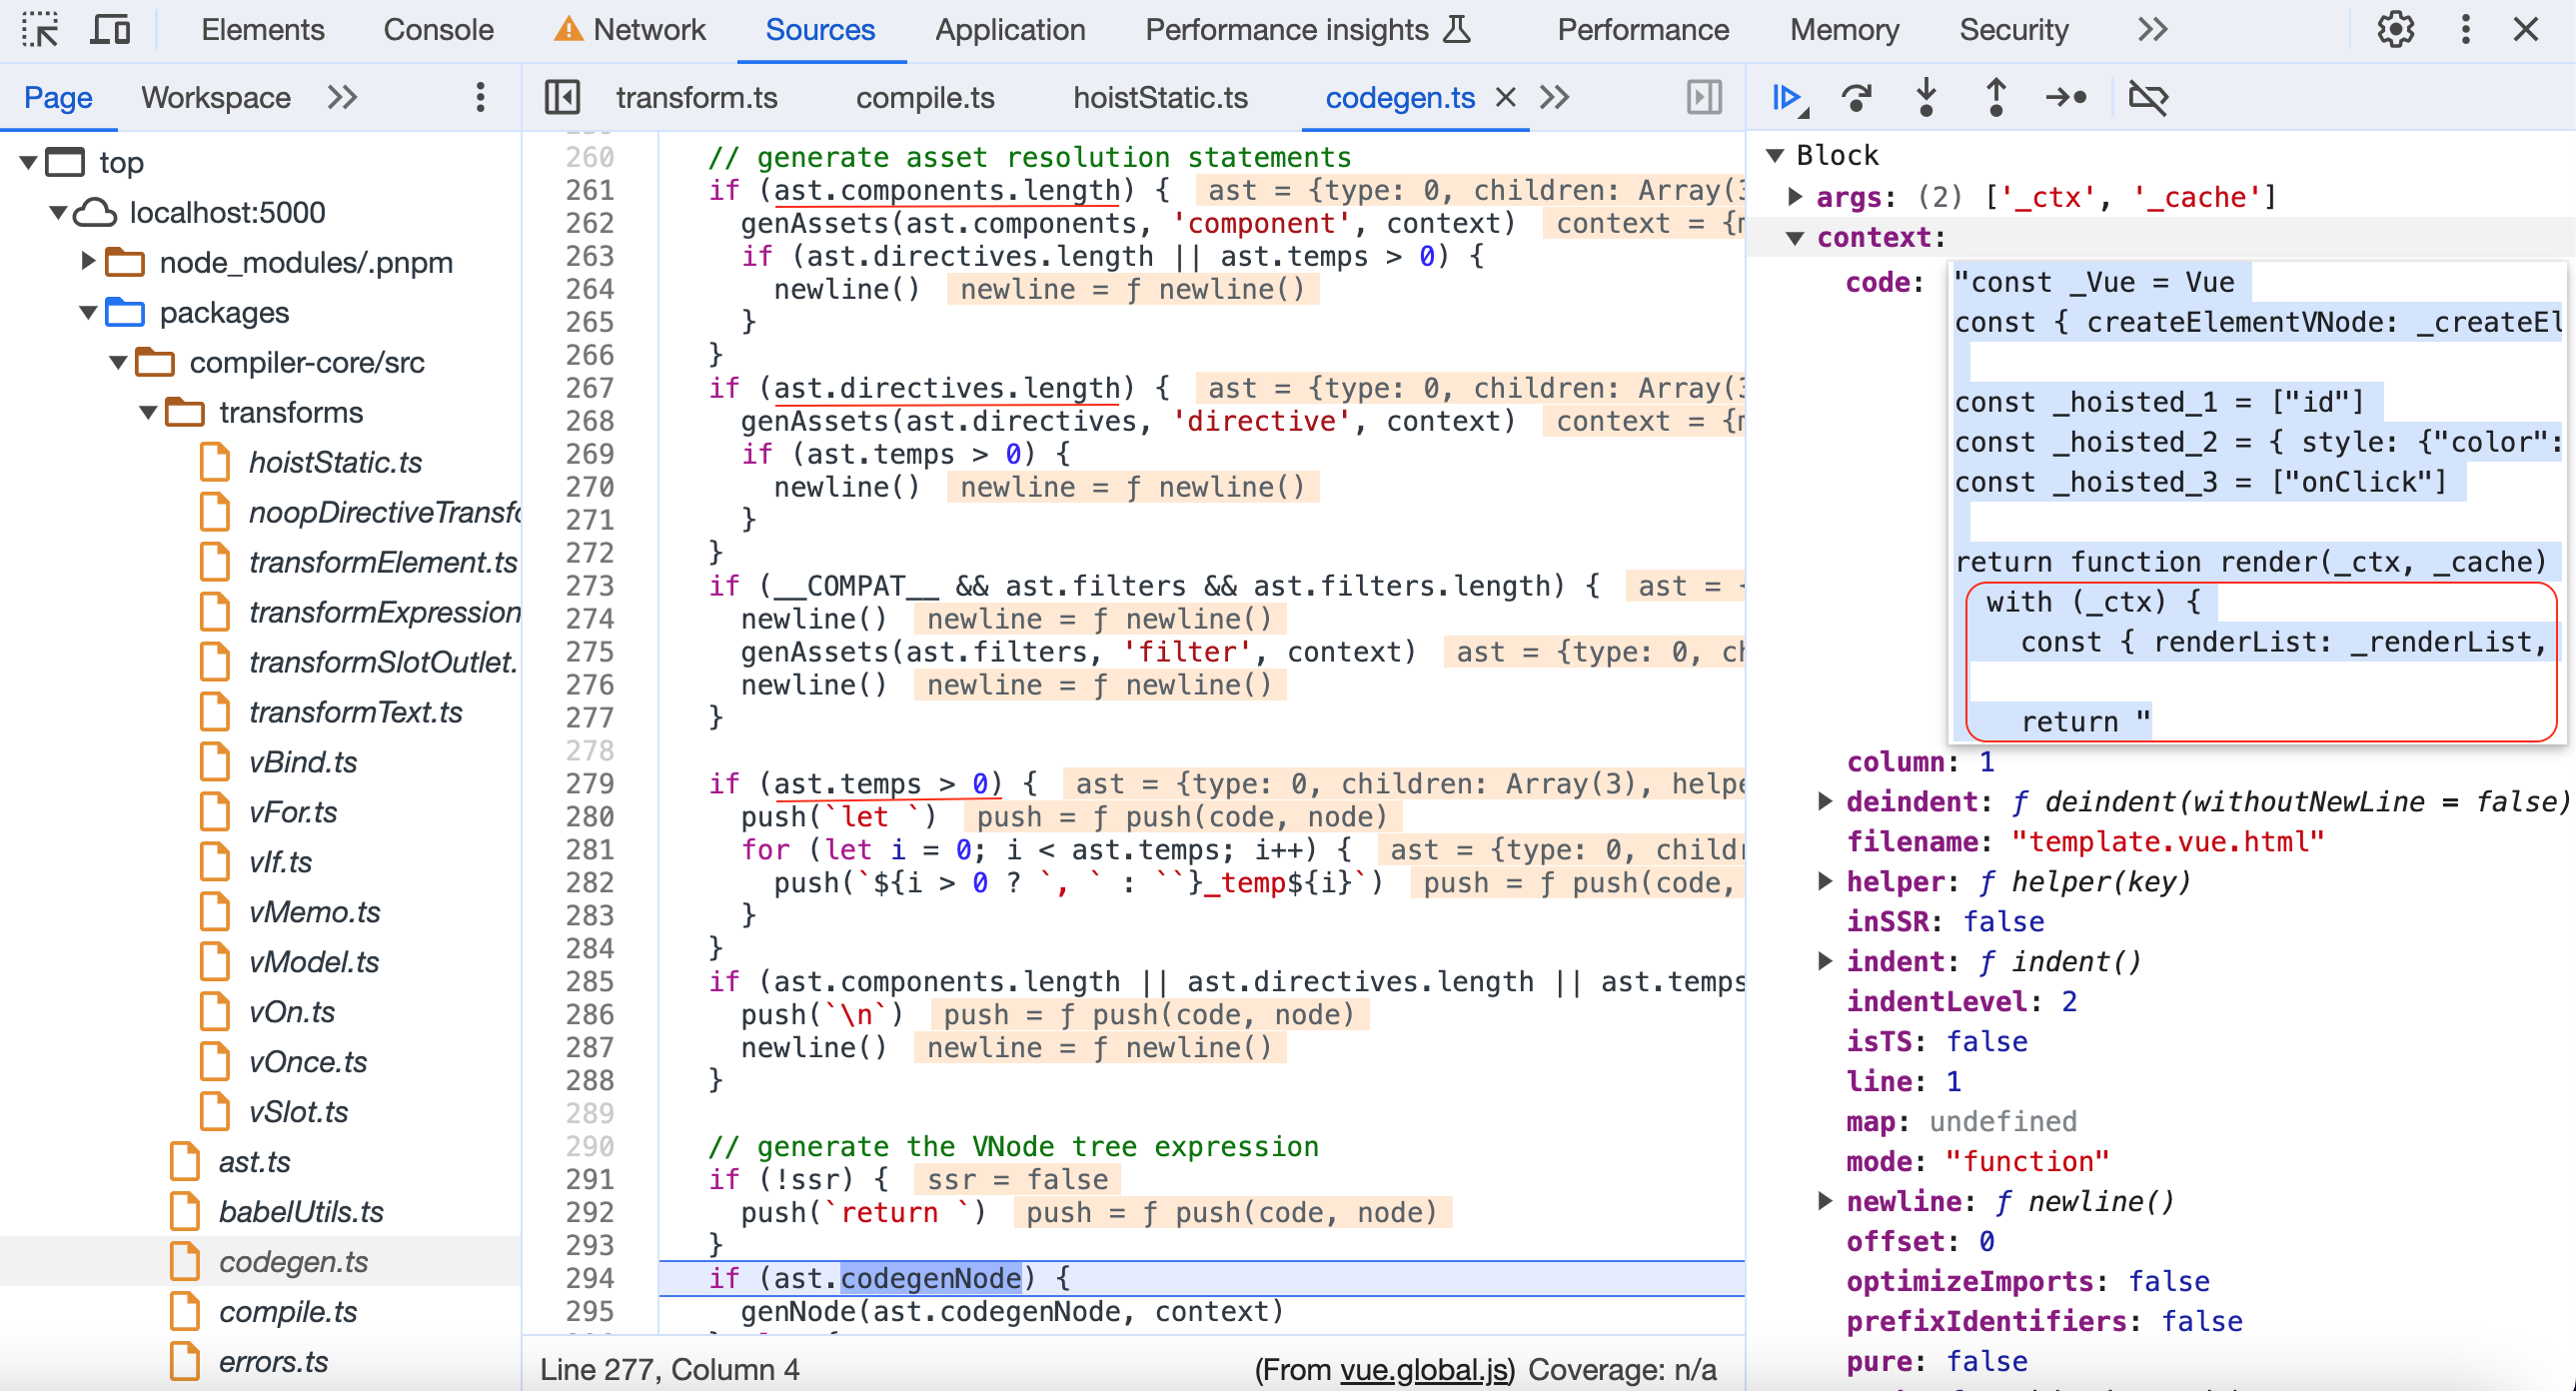 Elements Console Network Sources Application Performance insights Performance Memory Security
Page Workspace
top
localhost:5000
node_modules/.pnpm
packages
compiler-core/src
transforms
hoistStatic.ts
noopDirectiveTransfo
transformElement.ts
transformExpression
transformSlotOutlet.
transformText.ts
vBind.ts
vFor.ts
vIf.ts
vMemo.ts
vModel.ts
vOn.ts
vOnce.ts
vSlot.ts
ast.ts
babelUtils.ts
codegen.ts
compile.ts
errors.ts
transform.ts compile.ts hoistStatic.ts codegen.ts
260 // generate asset resolution statements
261 if (ast.components.length) { ast = {type: 0, children: Array(3
262 genAssets(ast.components, 'component', context) context = {m
263 if (ast.directives.length || ast.temps > 0) {
264 newline() newline = ƒ newline()
265 }
266 }
267 if (ast.directives.length) { ast = {type: 0, children: Array(3
268 genAssets(ast.directives, 'directive', context) context = {m
269 if (ast.temps > 0) {
270 newline() newline = ƒ newline()
271 }
272 }
273 if (__COMPAT__ && ast.filters && ast.filters.length) { ast = {
274 newline() newline = ƒ newline()
275 genAssets(ast.filters, 'filter', context) ast = {type: 0, ch
276 newline() newline = ƒ newline()
277 }
278
279 if (ast.temps > 0) { ast = {type: 0, children: Array(3), helpe
280 push(`let `) push = ƒ push(code, node)
281 for (let i = 0; i < ast.temps; i++) { ast = {type: 0, childr
282 push(`${i > 0 ? `, ` : ``}_temp${i}`) push = ƒ push(code,
283 }
284 }
285 if (ast.components.length || ast.directives.length || ast.temps
286 push(`\n`) push = ƒ push(code, node)
287 newline() newline = ƒ newline()
288 }
289
290 // generate the VNode tree expression
291 if (!ssr) { ssr = false
292 push(`return `) push = ƒ push(code, node)
293 }
294 if (ast.codegenNode) {
295 genNode(ast.codegenNode, context)
Line 277, Column 4 (From vue.global.js) Coverage: n/a
Block
args: (2) ['_ctx', '_cache']
context:
code: "const _Vue = Vue
const { createElementVNode: _createEl
const _hoisted_1 = ["id"]
const _hoisted_2 = { style: {"color":
const _hoisted_3 = ["onClick"]
return function render(_ctx, _cache)
with (_ctx) {
const { renderList: _renderList,
return "
column: 1
deindent: ƒ deindent(withoutNewLine = false)
filename: "template.vue.html"
helper: ƒ helper(key)
inSSR: false
indent: ƒ indent()
indentLevel: 2
isTS: false
line: 1
map: undefined
mode: "function"
newline: ƒ newline()
offset: 0
optimizeImports: false
prefixIdentifiers: false
pure: false